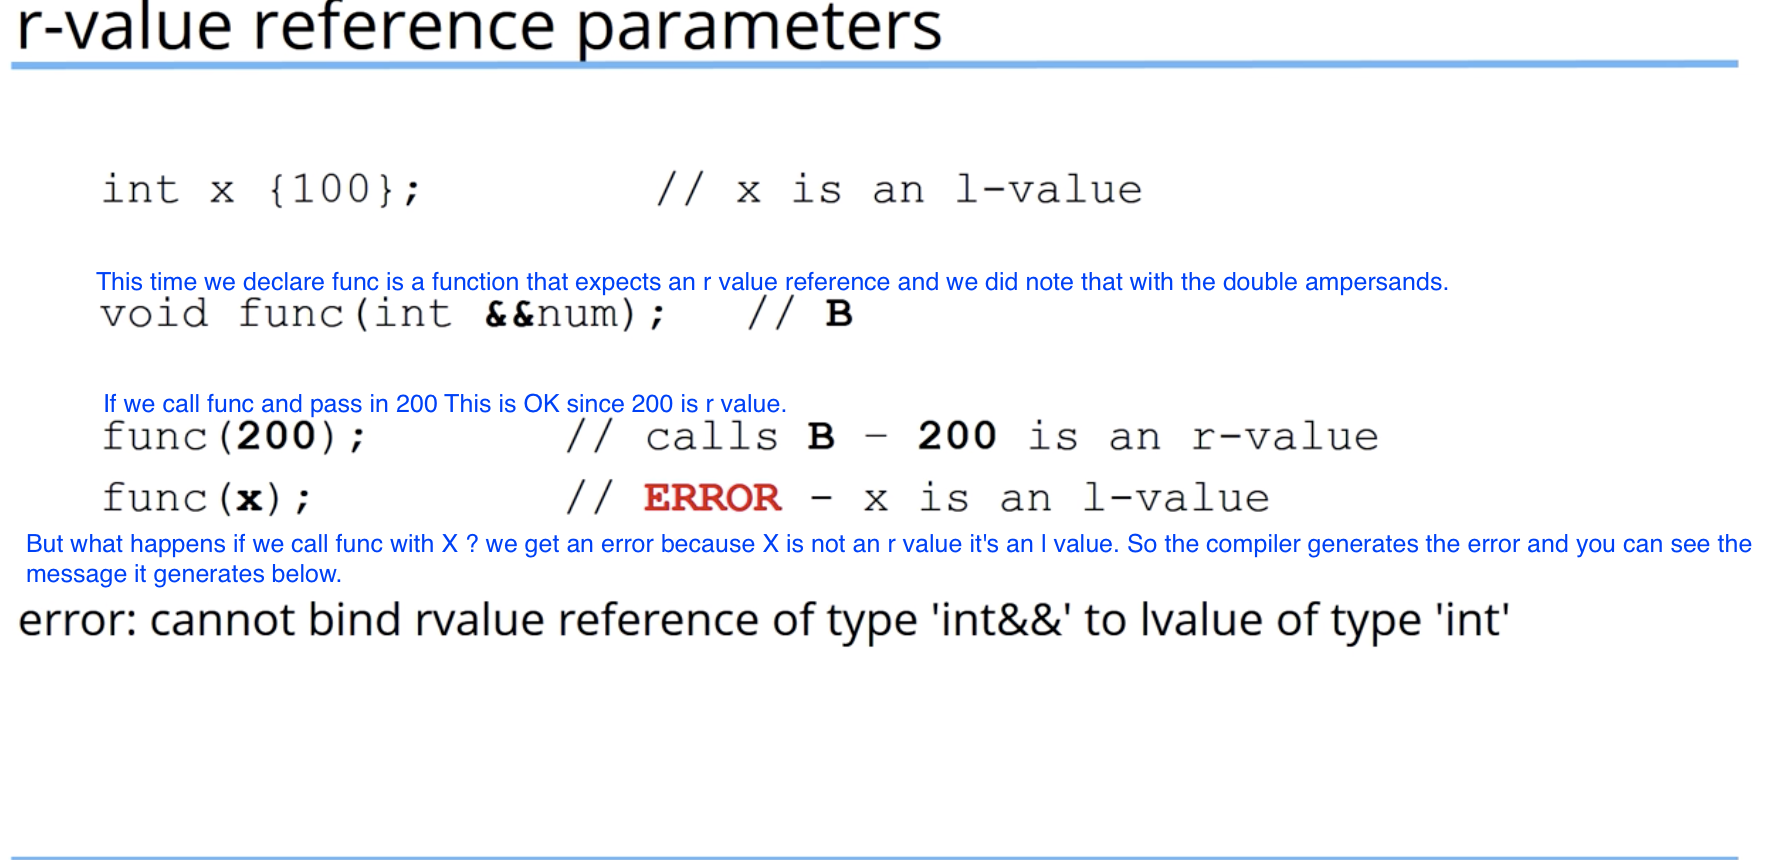 r-value reference parameters
int x {100}; // x is an l-value
This time we declare func is a function that expects an r value reference and we did note that with the double ampersands.
void func(int &&num); // B
If we call func and pass in 200 This is OK since 200 is r value.
func(200); // calls B – 200 is an r-value
func(x); // ERROR – x is an l-value
But what happens if we call func with X ? we get an error because X is not an r value it's an l value. So the compiler generates the error and you can see the
message it generates below.
error: cannot bind rvalue reference of type 'int&&' to lvalue of type 'int'